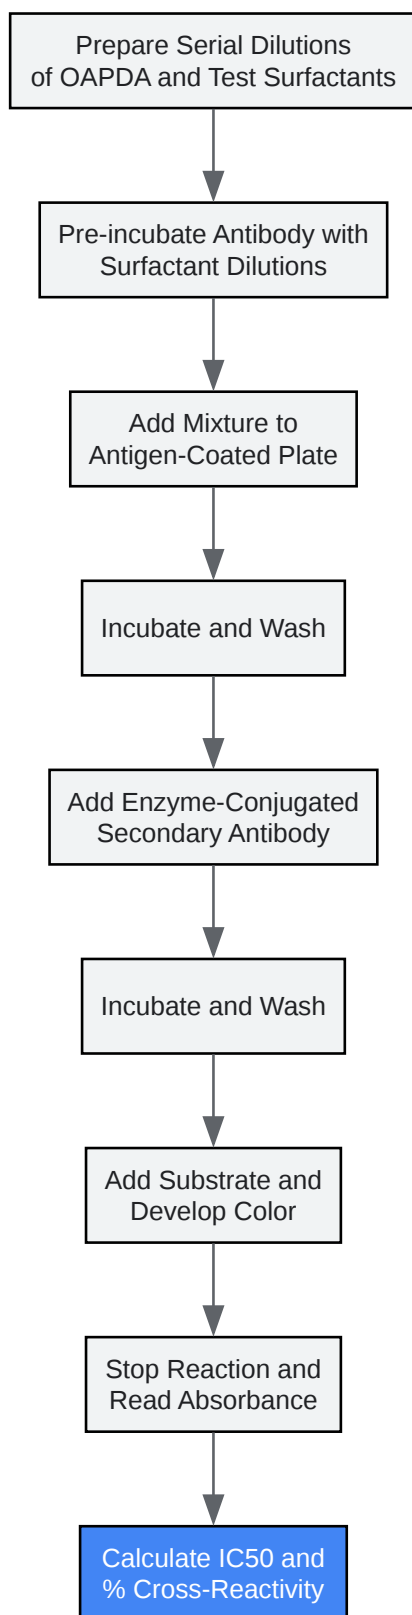 Prepare Serial Dilutions
of OAPDA and Test Surfactants
Pre-incubate Antibody with
Surfactant Dilutions
Add Mixture to
Antigen-Coated Plate
Incubate and Wash
Add Enzyme-Conjugated
Secondary Antibody
Incubate and Wash
Add Substrate and
Develop Color
Stop Reaction and
Read Absorbance
Calculate IC50 and
% Cross-Reactivity